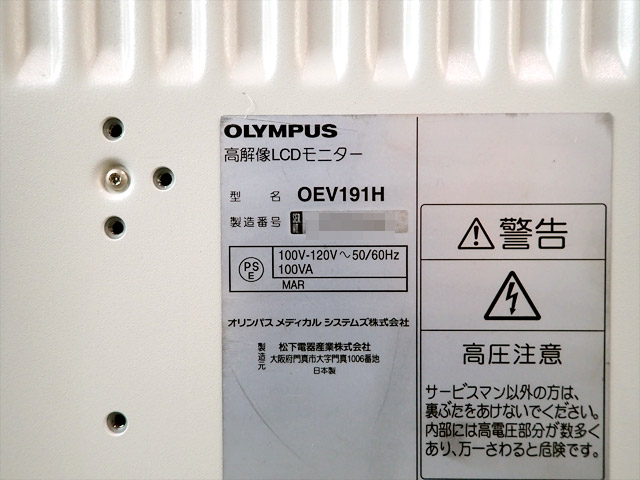 OLYMPUS
高解像LCDモニター
型 名 OEV191H
製造番号
PS
E
100V-120V～50/60Hz
100VA
MAR
オリンパス メディカル システムズ株式会社
製造元
松下電器産業株式会社
大阪府門真市大字門真1006番地
日本製
警告
高圧注意
サービスマン以外の方は、
裏ぶたをあけないでください。
内部には高電圧部分が数多く
あり、万一さわると危険です。